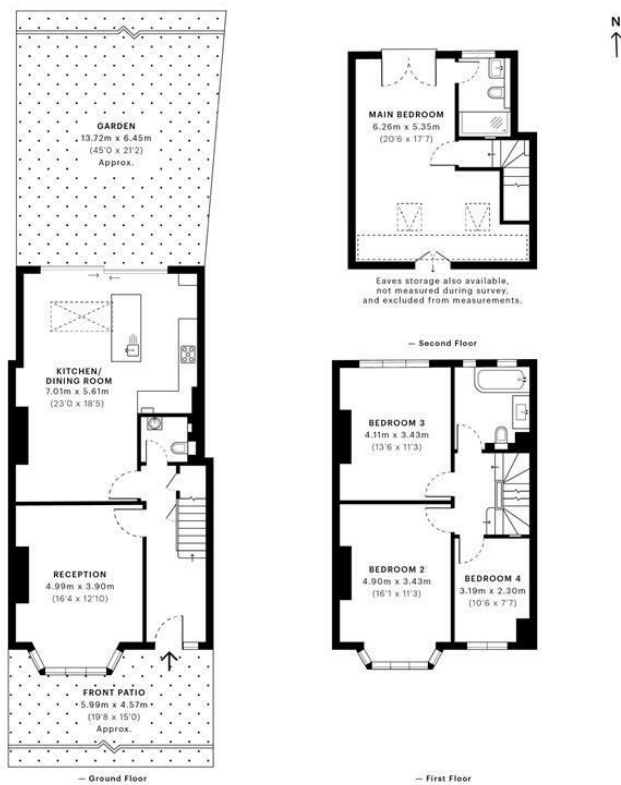 N
GARDEN
13.72m x 6.45m
(45'0 x 21'2)
Approx.
MAIN BEDROOM
6.26m x 5.35m
(20'6 x 17'7)
Eaves storage also available,
not measured during survey,
and excluded from measurements.
— Second Floor
KITCHEN/
DINING ROOM
7.01m x 5.61m
(23'0 x 18'5)
RECEPTION
4.99m x 3.90m
(16'4 x 12'10)
FRONT PATIO
5.99m x 4.57m
(19'8 x 15'0)
Approx.
— Ground Floor
BEDROOM 3
4.11m x 3.43m
(13'6 x 11'3)
BEDROOM 2
4.90m x 3.43m
(16'1 x 11'3)
BEDROOM 4
3.19m x 2.30m
(10'6 x 7'7)
— First Floor